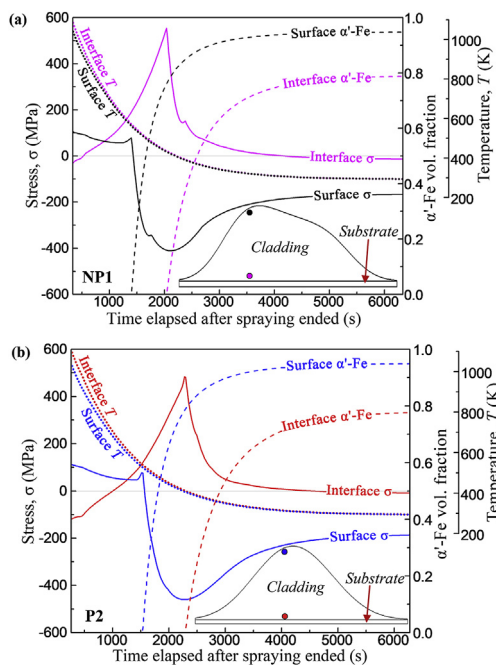 (a)
600
400
200
0
-200
-400
-600
Stress, σ (MPa)
Interface T
Surface T
Surface α'-Fe
Interface α'-Fe
Interface σ
Surface σ
Substrate
Cladding
NP1
1.0
0.8
0.6
0.4
0.2
0.0
α'-Fe vol. fraction
1000
800
600
400
200
Temperature, T (K)
1000 2000 3000 4000 5000 6000
Time elapsed after spraying ended (s)
(b)
600
400
200
0
-200
-400
-600
Stress, σ (MPa)
Interface T
Surface T
Surface α'-Fe
Interface α'-Fe
Interface σ
Surface σ
Substrate
Cladding
P2
1.0
0.8
0.6
0.4
0.2
0.0
α'-Fe vol. fraction
1000
800
600
400
200
Temperature, T (K)
1000 2000 3000 4000 5000 6000
Time elapsed after spraying ended (s)